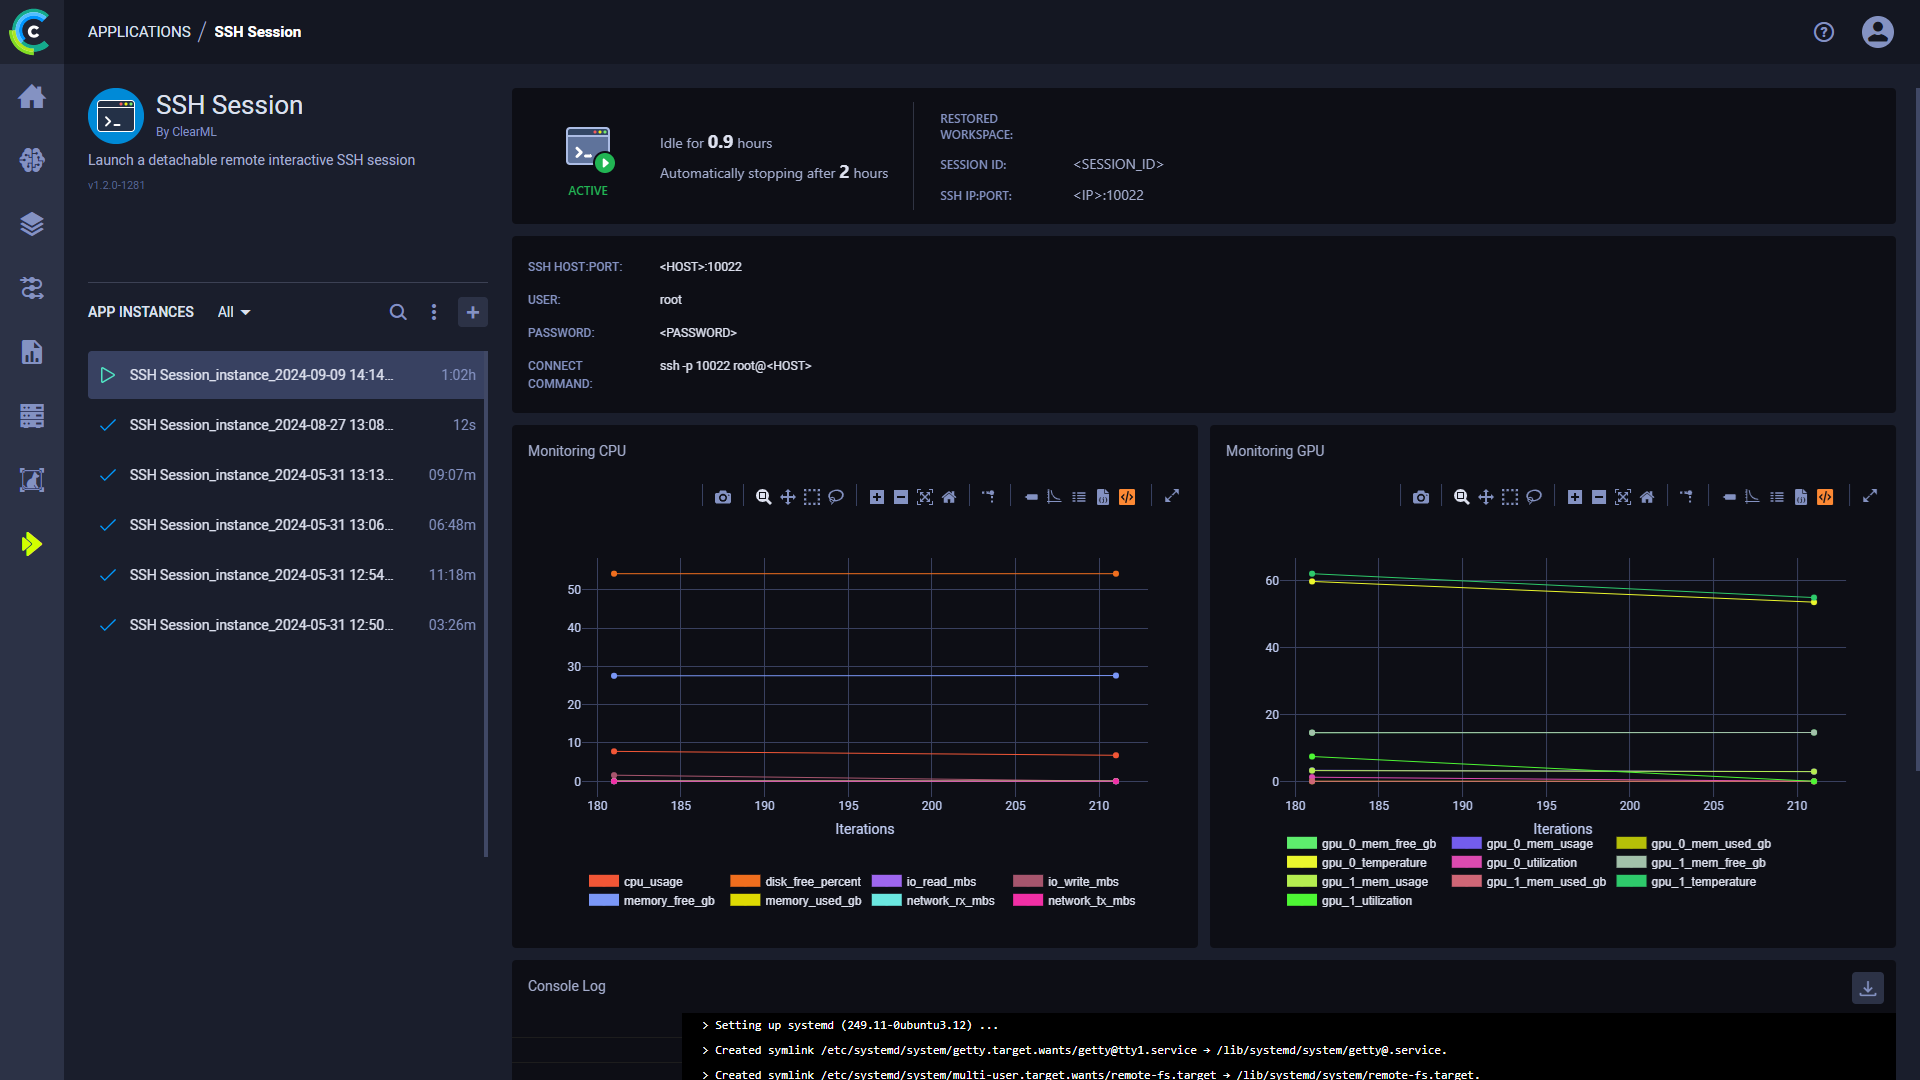 APPLICATIONS / SSH Session
SSH Session
By ClearML
Launch a detachable remote interactive SSH session
v1.2.0-1281
APP INSTANCES All
SSH Session_instance_2024-09-09 14:14... 1:02h
SSH Session_instance_2024-08-27 13:08... 12s
SSH Session_instance_2024-05-31 13:13... 09:07m
SSH Session_instance_2024-05-31 13:06... 06:48m
SSH Session_instance_2024-05-31 12:54... 11:18m
SSH Session_instance_2024-05-31 12:50... 03:26m
ACTIVE
Idle for 0.9 hours
Automatically stopping after 2 hours
RESTORED
WORKSPACE:
SESSION ID: <SESSION_ID>
SSH IP:PORT: <IP>:10022
SSH HOST:PORT: <HOST>:10022
USER: root
PASSWORD: <PASSWORD>
CONNECT
COMMAND: ssh -p 10022 root@<HOST>
Monitoring CPU
50
40
30
20
10
0
180 185 190 195 200 205 210
Iterations
cpu_usage disk_free_percent io_read_mbs io_write_mbs
memory_free_gb memory_used_gb network_rx_mbs network_tx_mbs
Monitoring GPU
60
40
20
0
180 185 190 195 200 205 210
Iterations
gpu_0_mem_free_gb gpu_0_mem_usage gpu_0_mem_used_gb
gpu_0_temperature gpu_0_utilization gpu_1_mem_free_gb
gpu_1_mem_usage gpu_1_mem_used_gb gpu_1_temperature
gpu_1_utilization
Console Log
> Setting up systemd (249.11-0ubuntu3.12) ...
> Created symlink /etc/systemd/system/getty.target.wants/getty@tty1.service → /lib/systemd/system/getty@.service.
> Created symlink /etc/systemd/system/multi-user.target.wants/remote-fs.target → /lib/systemd/system/remote-fs.target.